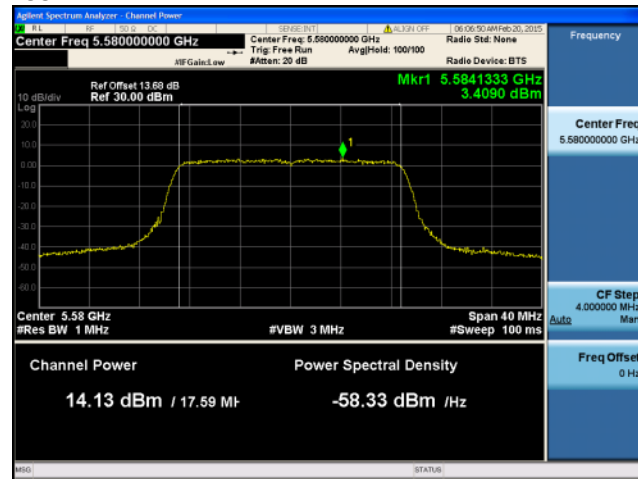 Agilent Spectrum Analyzer - Channel Power
RL RF 50 Ω DC SENSE:INT ALIGN OFF 06:06:50 AM Feb 20, 2015
Center Freq 5.580000000 GHz Center Freq: 5.580000000 GHz Radio Std: None
Trig: Free Run Avg|Hold: 100/100
#IFGain:Low #Atten: 20 dB Radio Device: BTS
Mkr1 5.5841333 GHz
Ref Offset 13.68 dB
10 dB/div Ref 30.00 dBm 3.4090 dBm
Log
20.0
10.0
0.00
-10.0
-20.0
-30.0
-40.0
-50.0
-60.0
1
Center 5.58 GHz Span 40 MHz
#Res BW 1 MHz #VBW 3 MHz #Sweep 100 ms
Channel Power Power Spectral Density
14.13 dBm / 17.59 MH -58.33 dBm /Hz
MSG STATUS
Frequency
Center Freq
5.580000000 GHz
CF Step
4.000000 MHz
Auto Man
Freq Offset
0 Hz